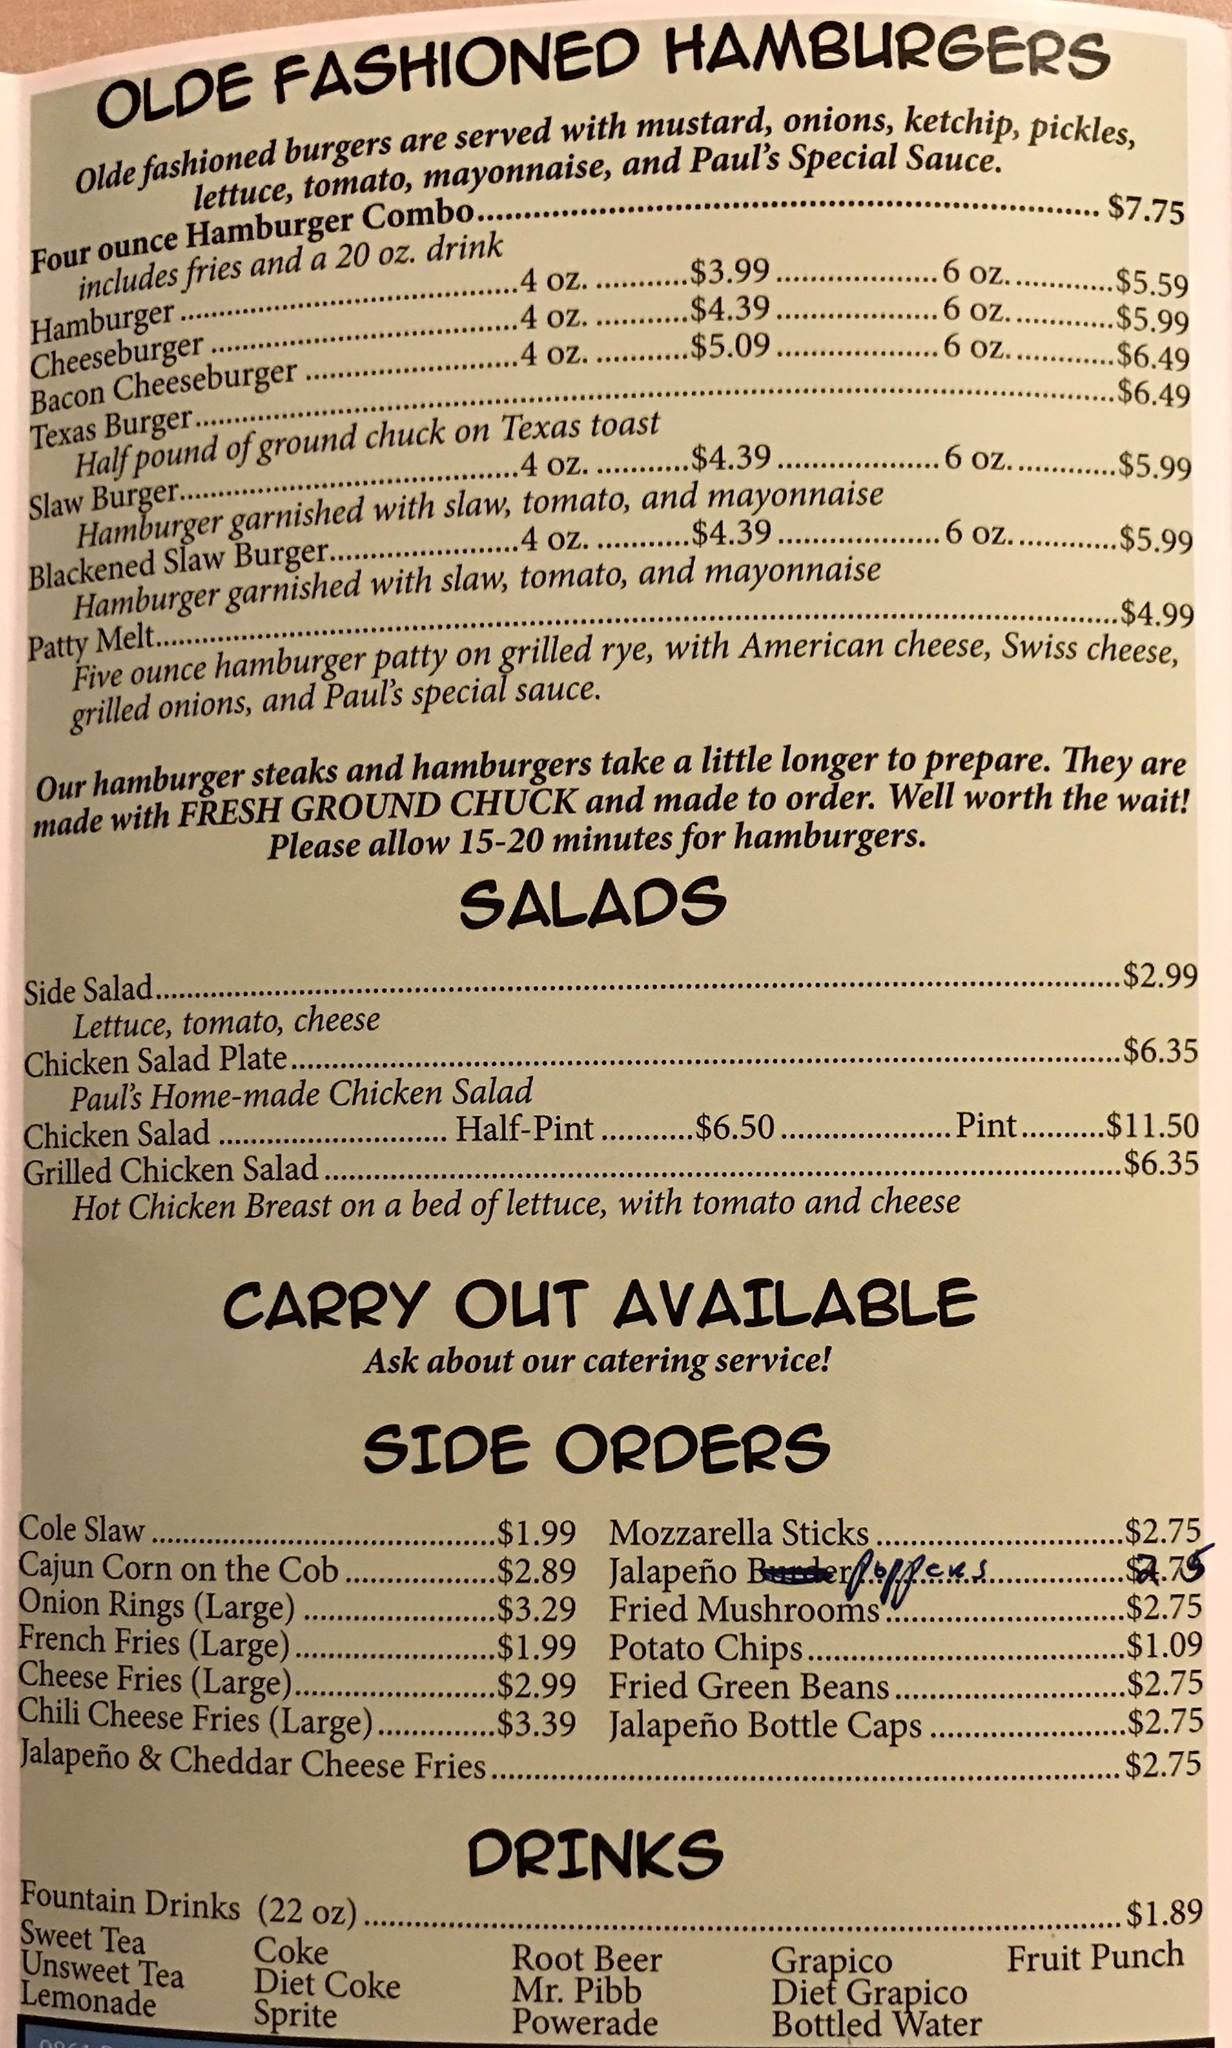 OLDE FASHIONED HAMBURGERS
Olde fashioned burgers are served with mustard, onions, ketchip, pickles,
lettuce, tomato, mayonnaise, and Paul's Special Sauce.
Four ounce Hamburger Combo.......... $7.75
includes fries and a 20 oz. drink
Hamburger ..........4 oz. ..........$3.99..........6 oz...........$5.59
Cheeseburger ..........4 oz. ..........$4.39..........6 oz...........$5.99
Bacon Cheeseburger ..........4 oz. ..........$5.09..........6 oz...........$6.49
Texas Burger..........$6.49
Half pound of ground chuck on Texas toast
Slaw Burger..........4 oz. ..........$4.39..........6 oz...........$5.99
Hamburger garnished with slaw, tomato, and mayonnaise
Blackened Slaw Burger..........4 oz. ..........$4.39..........6 oz...........$5.99
Hamburger garnished with slaw, tomato, and mayonnaise
Patty Melt..........$4.99
Five ounce hamburger patty on grilled rye, with American cheese, Swiss cheese,
grilled onions, and Paul's special sauce.
Our hamburger steaks and hamburgers take a little longer to prepare. They are
made with FRESH GROUND CHUCK and made to order. Well worth the wait!
Please allow 15-20 minutes for hamburgers.
SALADS
Side Salad..........$2.99
Lettuce, tomato, cheese
Chicken Salad Plate..........$6.35
Paul's Home-made Chicken Salad
Chicken Salad .......... Half-Pint ..........$6.50..........Pint..........$11.50
Grilled Chicken Salad..........$6.35
Hot Chicken Breast on a bed of lettuce, with tomato and cheese
CARRY OUT AVAILABLE
Ask about our catering service!
SIDE ORDERS
Cole Slaw ..........$1.99
Cajun Corn on the Cob ..........$2.89
Onion Rings (Large) ..........$3.29
French Fries (Large)..........$1.99
Cheese Fries (Large)..........$2.99
Chili Cheese Fries (Large)..........$3.39
Mozzarella Sticks..........$2.75
Jalapeño Poppers..........$2.75
Fried Mushrooms..........$2.75
Potato Chips..........$1.09
Fried Green Beans..........$2.75
Jalapeño Bottle Caps ..........$2.75
Jalapeño & Cheddar Cheese Fries..........$2.75
DRINKS
Fountain Drinks (22 oz)..........$1.89
Sweet Tea
Unsweet Tea
Lemonade
Coke
Diet Coke
Sprite
Root Beer
Mr. Pibb
Powerade
Grapico
Diet Grapico
Bottled Water
Fruit Punch